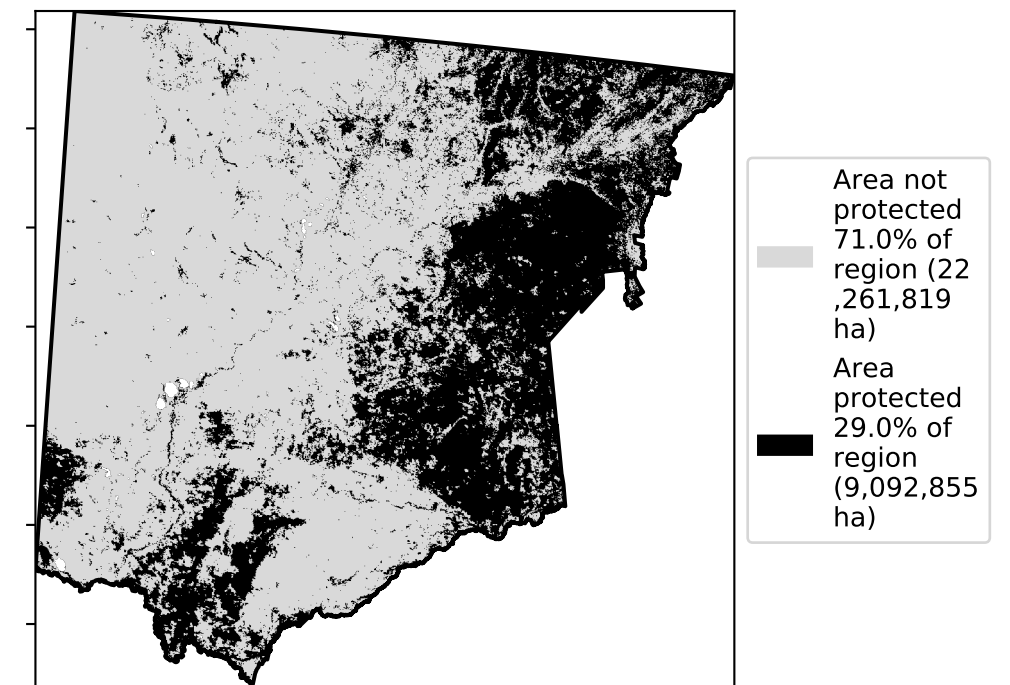 Area not
protected
71.0% of
region (22
,261,819
ha)
Area
protected
29.0% of
region
(9,092,855
ha)